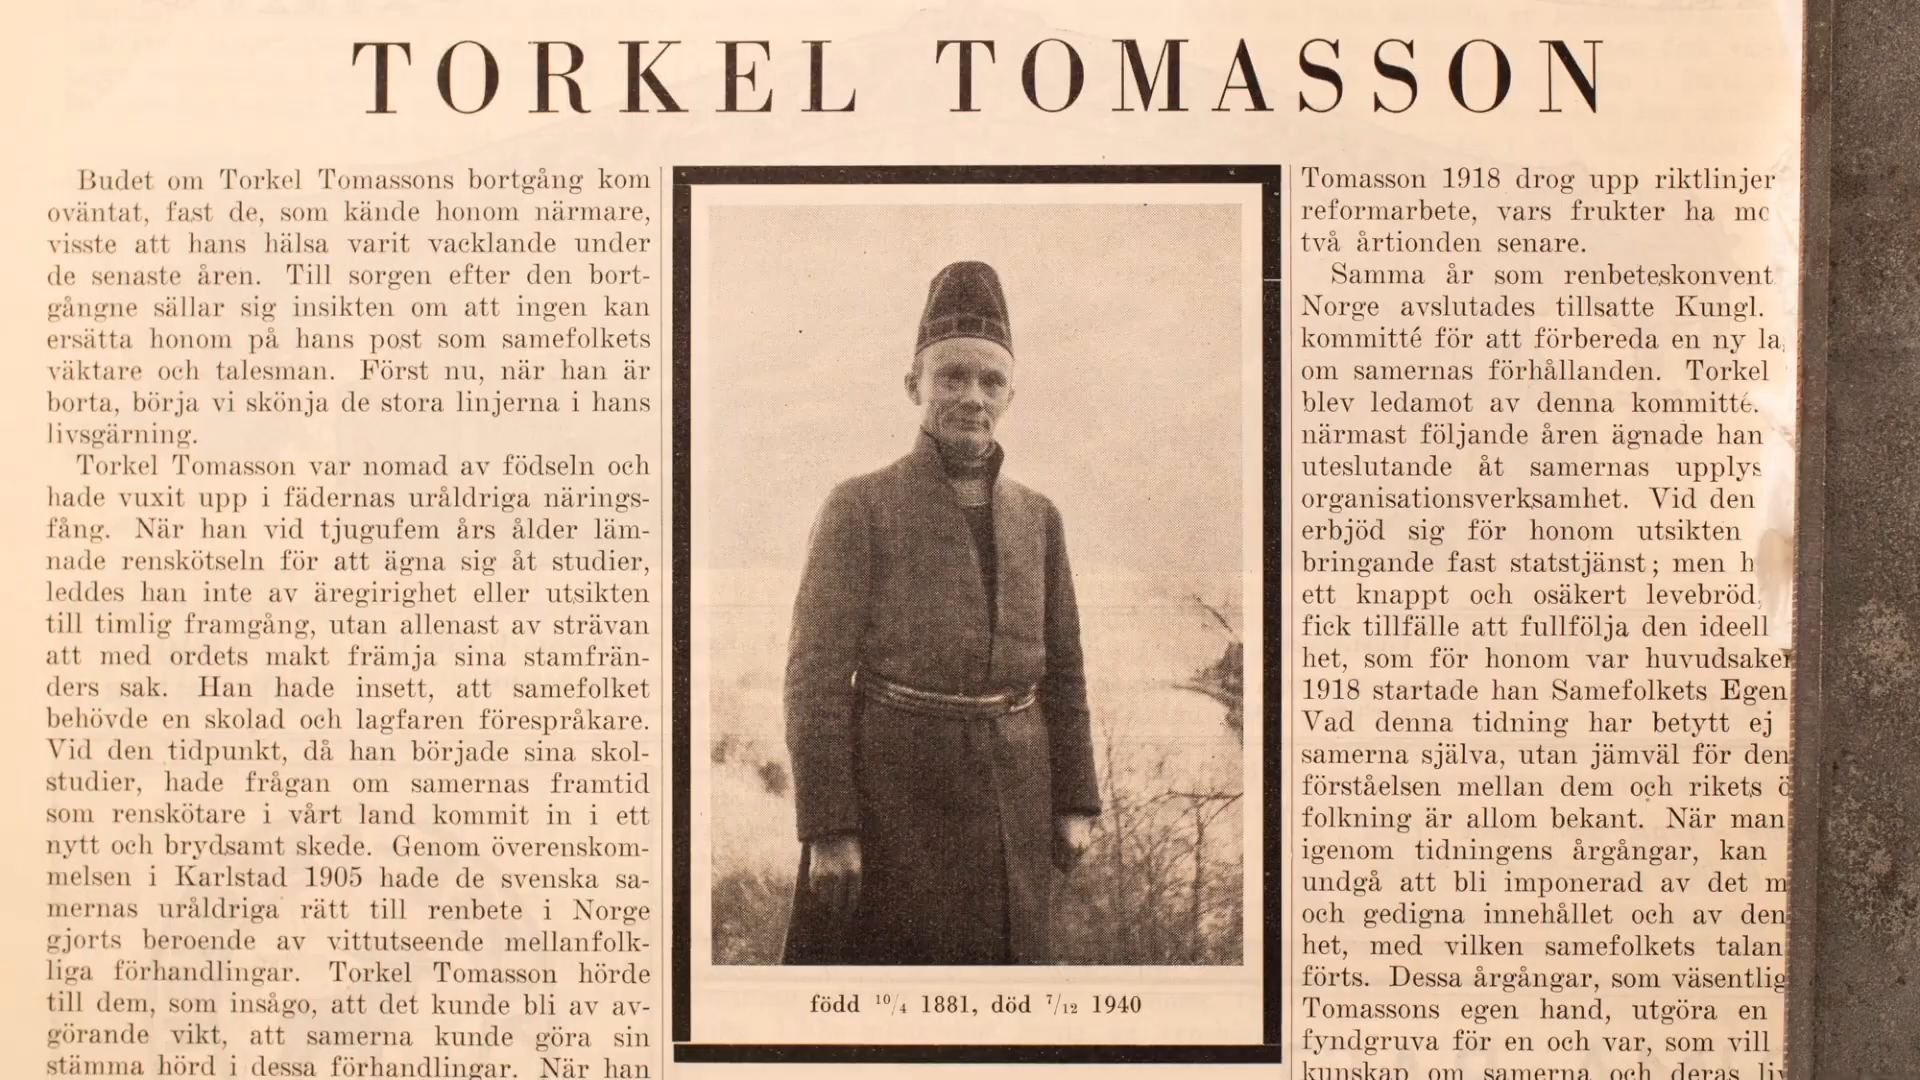 TORKEL TOMASSON
Budet om Torkel Tomassons bortgång kom
oväntat, fast de, som kände honom närmare,
visste att hans hälsa varit vacklande under
de senaste åren. Till sorgen efter den bort-
gångne sällar sig insikten om att ingen kan
ersätta honom på hans post som samefolkets
väktare och talesman. Först nu, när han är
borta, börja vi skönja de stora linjerna i hans
livsgärning.
Torkel Tomasson var nomad av födseln och
hade vuxit upp i fädernas uråldriga närings-
fång. När han vid tjugufem års ålder läm-
nade renskötseln för att ägna sig åt studier,
leddes han inte av äregirighet eller utsikten
till timlig framgång, utan allenast av strävan
att med ordets makt främja sina stamfrän-
ders sak. Han hade insett, att samefolket
behövde en skolad och lagfaren förespråkare.
Vid den tidpunkt, då han började sina skol-
studier, hade frågan om samernas framtid
som renskötare i vårt land kommit in i ett
nytt och brydsamt skede. Genom överenskom-
melsen i Karlstad 1905 hade de svenska sa-
mernas uråldriga rätt till renbete i Norge
gjorts beroende av vittutseende mellanfolk-
liga förhandlingar. Torkel Tomasson hörde
till dem, som insågo, att det kunde bli av av-
görande vikt, att samerna kunde göra sin
stämma hörd i dessa förhandlingar. När han
född 10/4 1881, död 7/12 1940
Tomasson 1918 drog upp riktlinjer
reformarbete, vars frukter ha
två årtionden senare.
Samma år som renbeteskonvent
Norge avslutades tillsatte Kungl.
kommitté för att förbereda en ny
om samernas förhållanden. Torkel
blev ledamot av denna kommitté.
närmast följande åren ägnade han
uteslutande åt samernas upplys
organisationsverksamhet. Vid den
erbjöd sig för honom utsikten
bringande fast statstjänst; men
ett knappt och osäkert levebröd,
fick tillfälle att fullfölja den ideell
het, som för honom var huvudsaken
1918 startade han Samefolkets Egen
Vad denna tidning har betytt ej
samerna själva, utan jämväl för den
förståelsen mellan dem och rikets
folkning är allom bekant. När man
igenom tidningens årgångar, kan
undgå att bli imponerad av det
och gedigna innehållet och av den
het, med vilken samefolkets talan
förts. Dessa årgångar, som väsentlig
Tomassons egen hand, utgöra en
fyndgruva för en och var, som vill
kunskap om samerna och deras